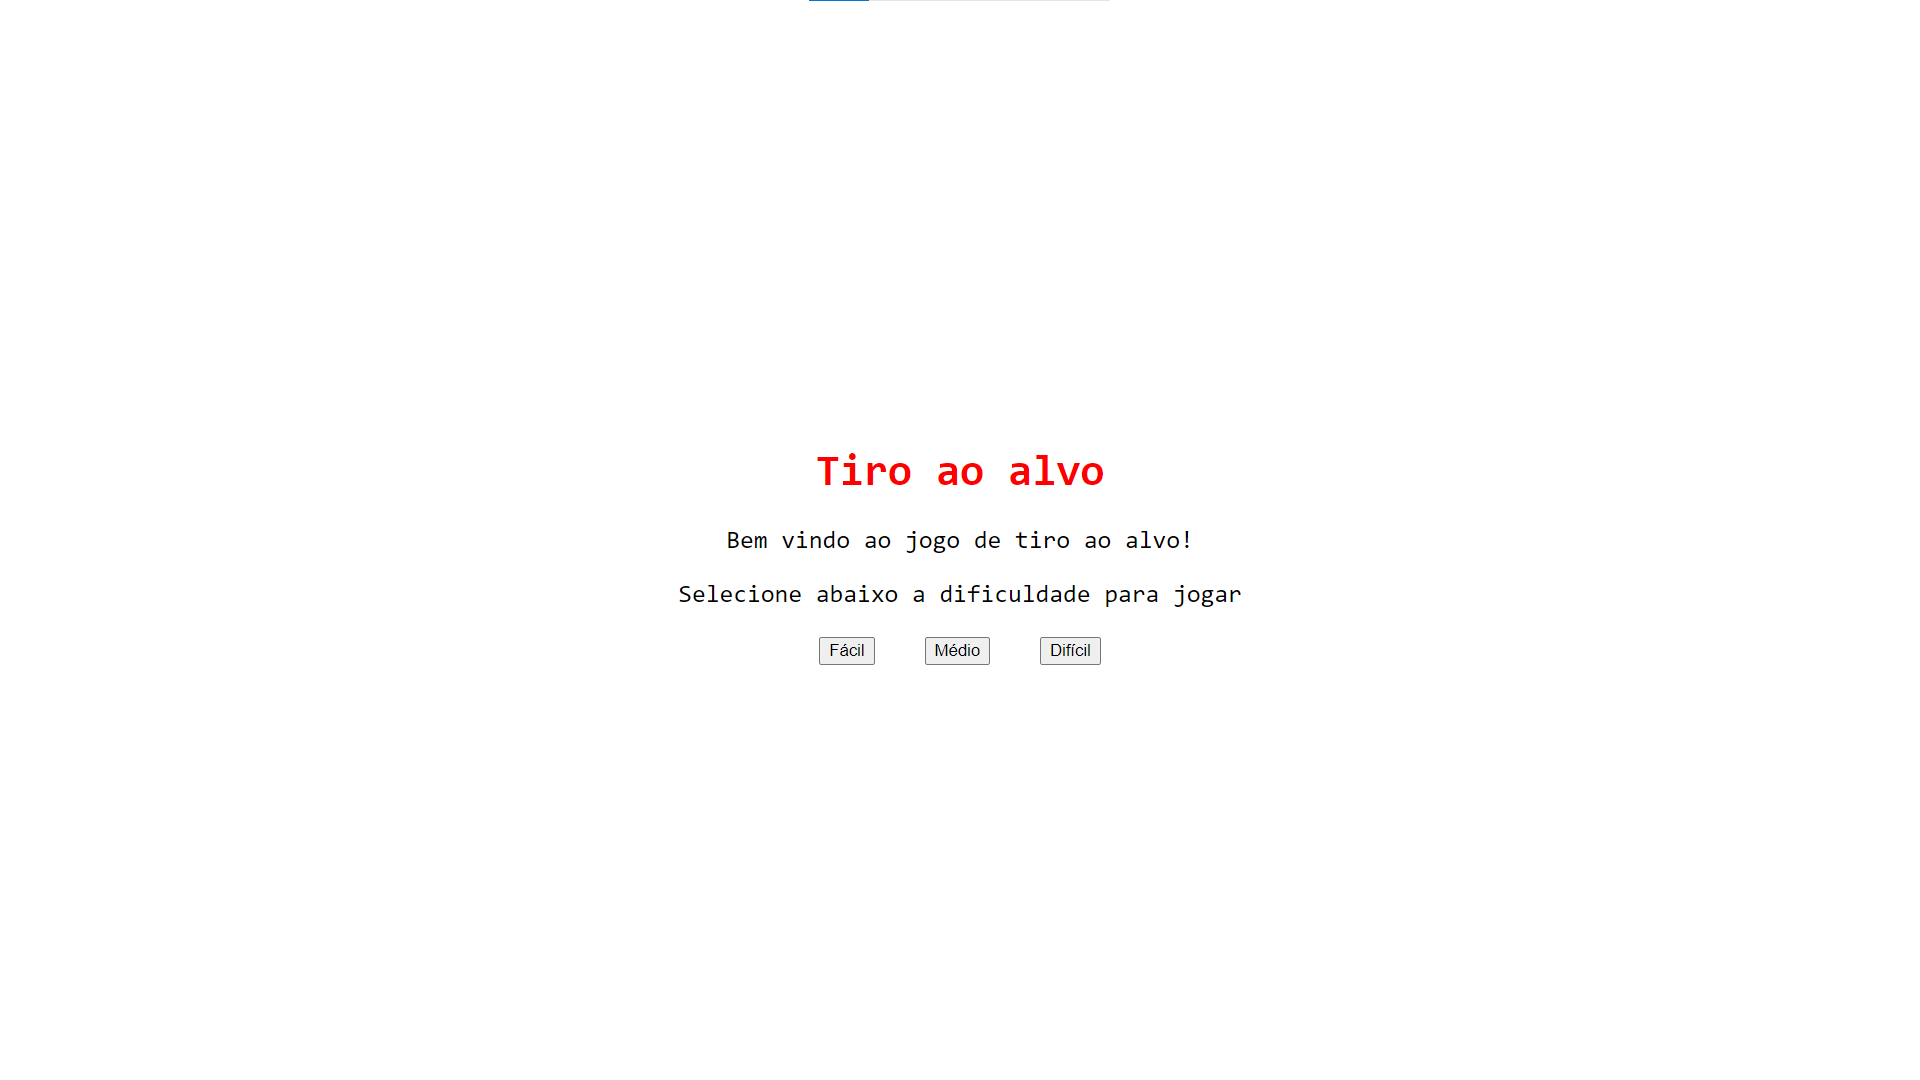 Tiro ao alvo
Bem vindo ao jogo de tiro ao alvo!
Selecione abaixo a dificuldade para jogar
Fácil Médio Difícil